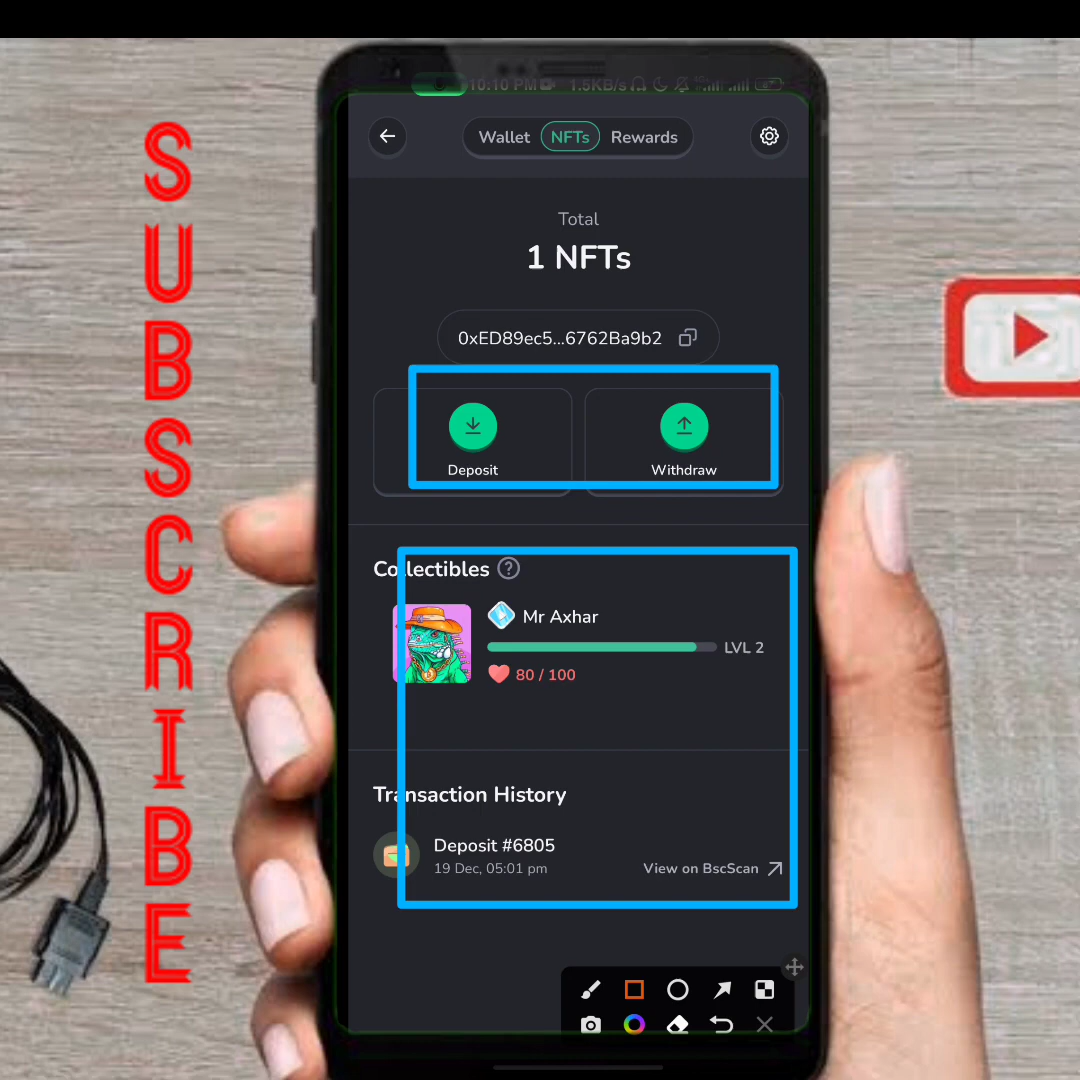 SUBSCRIBE
10:10 PM 1.5KB/s
Wallet NFTs Rewards
Total
1 NFTs
0xED89ec5...6762Ba9b2
Deposit Withdraw
Collectibles ?
Mr Axhar
LVL 2
80 / 100
Transaction History
Deposit #6805
19 Dec, 05:01 pm View on BscScan